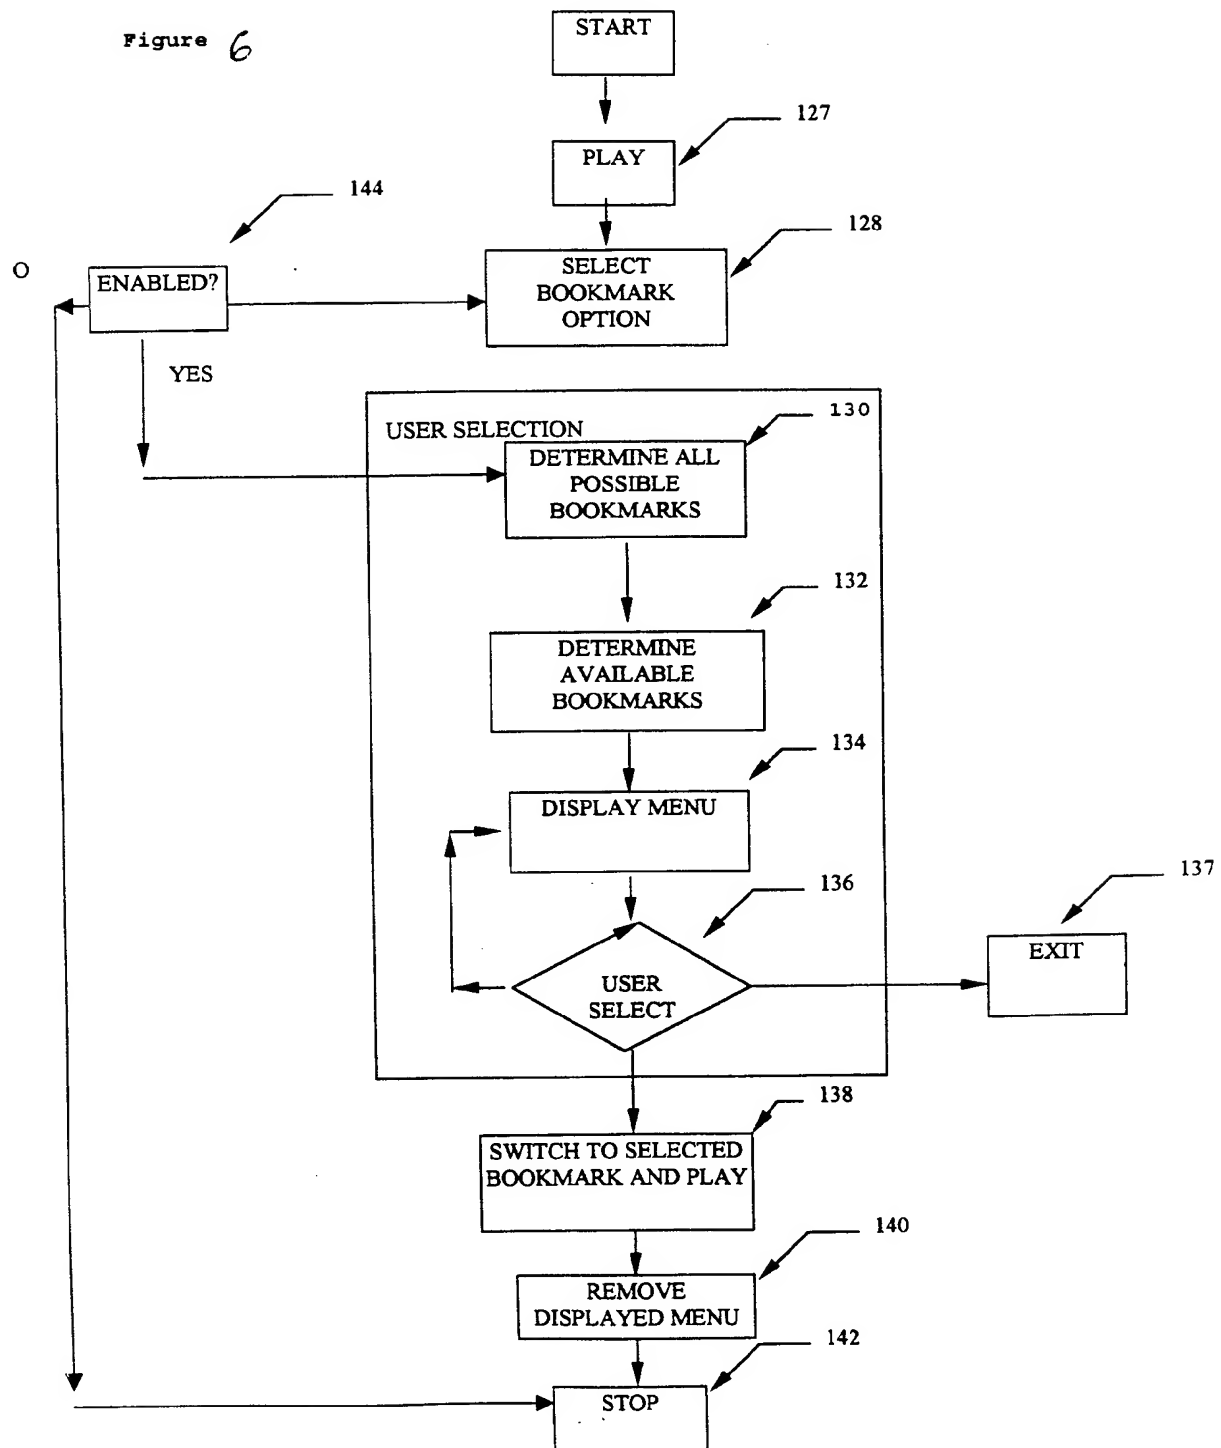 Figure 6
START
127
PLAY
144
128
O
ENABLED?
SELECT
BOOKMARK
OPTION
YES
130
USER SELECTION
DETERMINE ALL
POSSIBLE
BOOKMARKS
132
DETERMINE
AVAILABLE
BOOKMARKS
134
DISPLAY MENU
136
137
EXIT
USER
SELECT
138
SWITCH TO SELECTED
BOOKMARK AND PLAY
140
REMOVE
DISPLAYED MENU
142
STOP